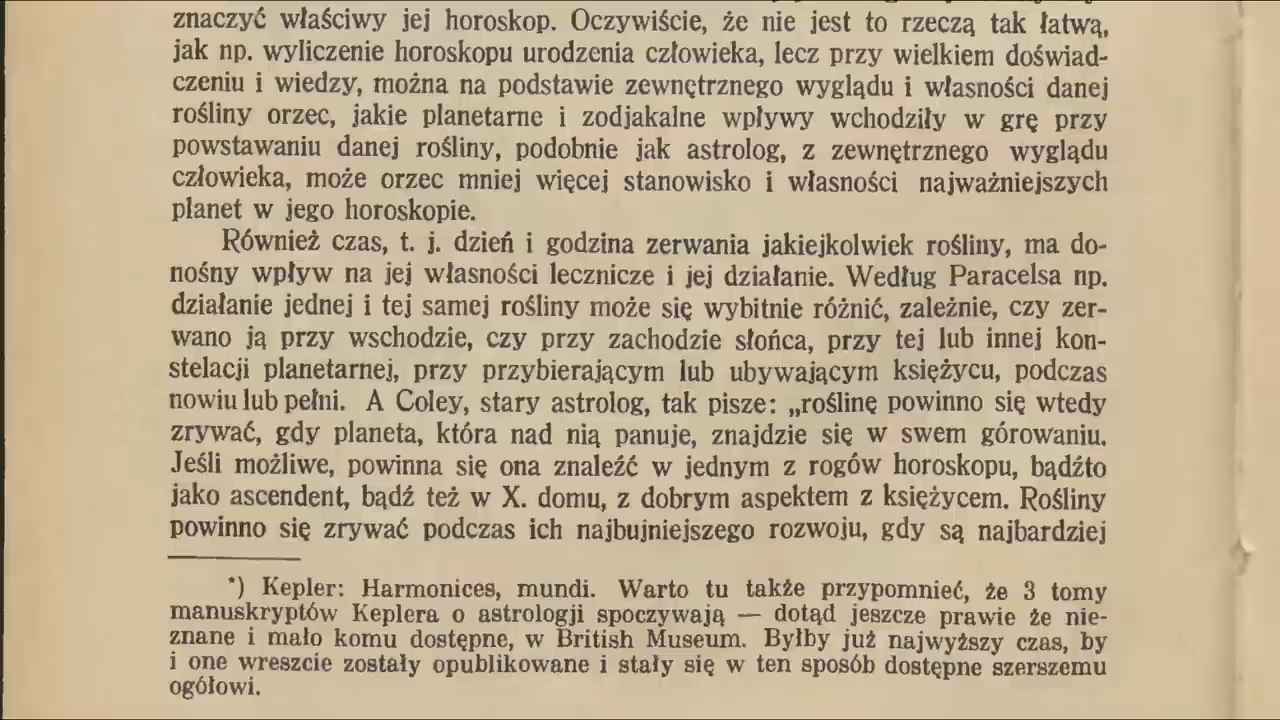 znaczyć właściwy jej horoskop. Oczywiście, że nie jest to rzeczą tak łatwą,
jak np. wyliczenie horoskopu urodzenia człowieka, lecz przy wielkiem doświad-
czeniu i wiedzy, można na podstawie zewnętrznego wyglądu i własności danej
rośliny orzec, jakie planetarne i zodjakalne wpływy wchodziły w grę przy
powstawaniu danej rośliny, podobnie jak astrolog, z zewnętrznego wyglądu
człowieka, może orzec mniej więcej stanowisko i własności najważniejszych
planet w jego horoskopie.
Również czas, t. j. dzień i godzina zerwania jakiejkolwiek rośliny, ma do-
nośny wpływ na jej własności lecznicze i jej działanie. Według Paracelsa np.
działanie jednej i tej samej rośliny może się wybitnie różnić, zależnie, czy zer-
wano ją przy wschodzie, czy przy zachodzie słońca, przy tej lub innej kon-
stelacji planetarnej, przy przybierającym lub ubywającym księżycu, podczas
nowiu lub pełni. A Coley, stary astrolog, tak pisze: „roślinę powinno się wtedy
zrywać, gdy planeta, która nad nią panuje, znajdzie się w swem górowaniu.
Jeśli możliwe, powinna się ona znaleźć w jednym z rogów horoskopu, bądźto
jako ascendent, bądź też w X. domu, z dobrym aspektem z księżycem. Rośliny
powinno się zrywać podczas ich najbujniejszego rozwoju, gdy są najbardziej
*) Kepler: Harmonices, mundi. Warto tu także przypomnieć, że 3 tomy
manuskryptów Keplera o astrologji spoczywają — dotąd jeszcze prawie że nie-
znane i mało komu dostępne, w British Museum. Byłby już najwyższy czas, by
i one wreszcie zostały opublikowane i stały się w ten sposób dostępne szerszemu
ogółowi.